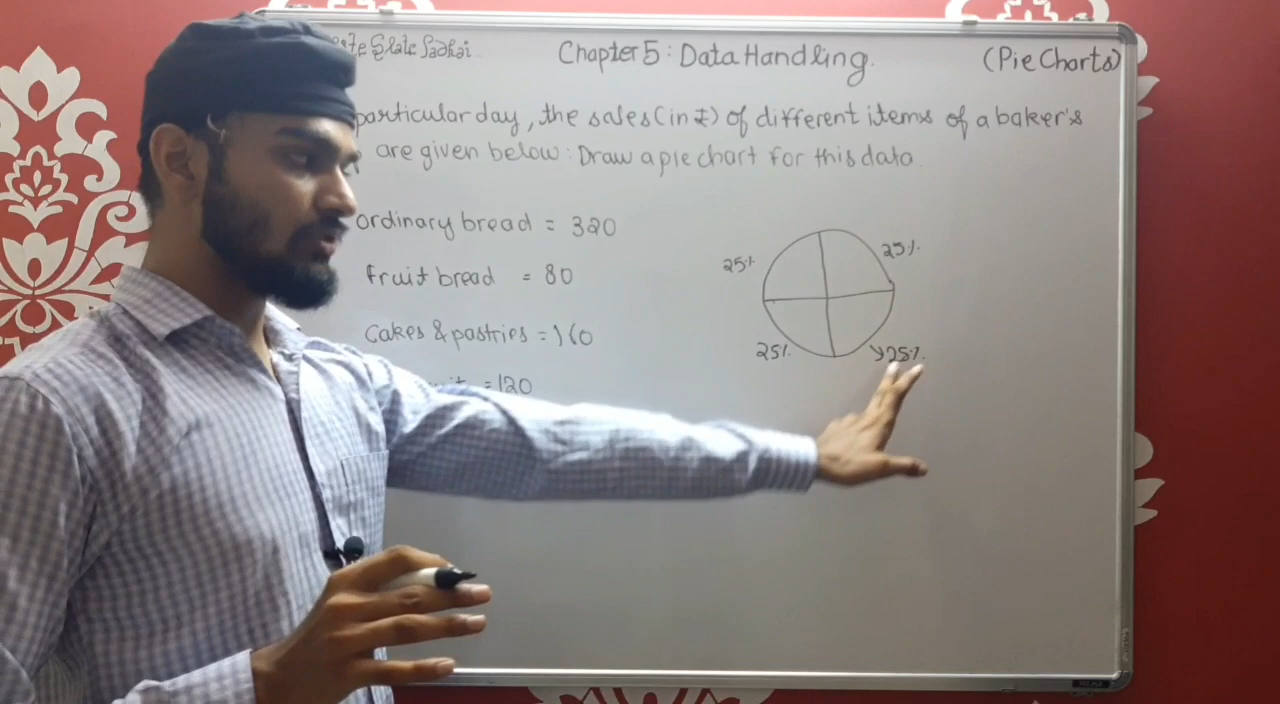 Slate Padhai
Chapter 5 : Data Handling.
(Pie Charts)
particular day, the sales (in ₹) of different items of a baker's
are given below : Draw a pie chart for this data.
ordinary bread = 320
fruit bread = 80
Cakes & pastries = 160
= 120
25%.
25%.
25%.
25%.